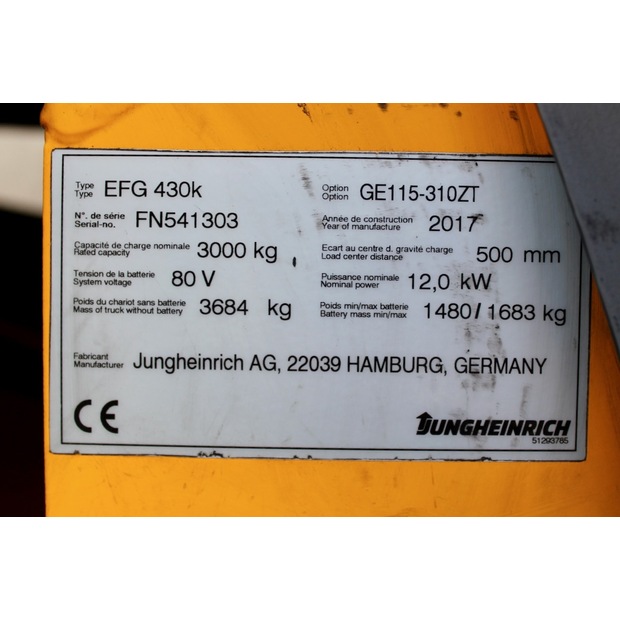 Type EFG 430k Option GE115-310ZT
Type Option
N°. de série FN541303 Année de construction 2017
Serial-no. Year of manufacture
Capacité de charge nominale 3000 kg Ecart au centre d. gravité charge 500 mm
Rated capacity Load center distance
Tension de la batterie 80 V Puissance nominale 12,0 kW
System voltage Nominal power
Poids du chariot sans batterie 3684 kg Poids min/max batterie 1480/1683 kg
Mass of truck without battery Battery mass min/max
Fabricant Jungheinrich AG, 22039 HAMBURG, GERMANY
Manufacturer
CE JUNGHEINRICH
51293765